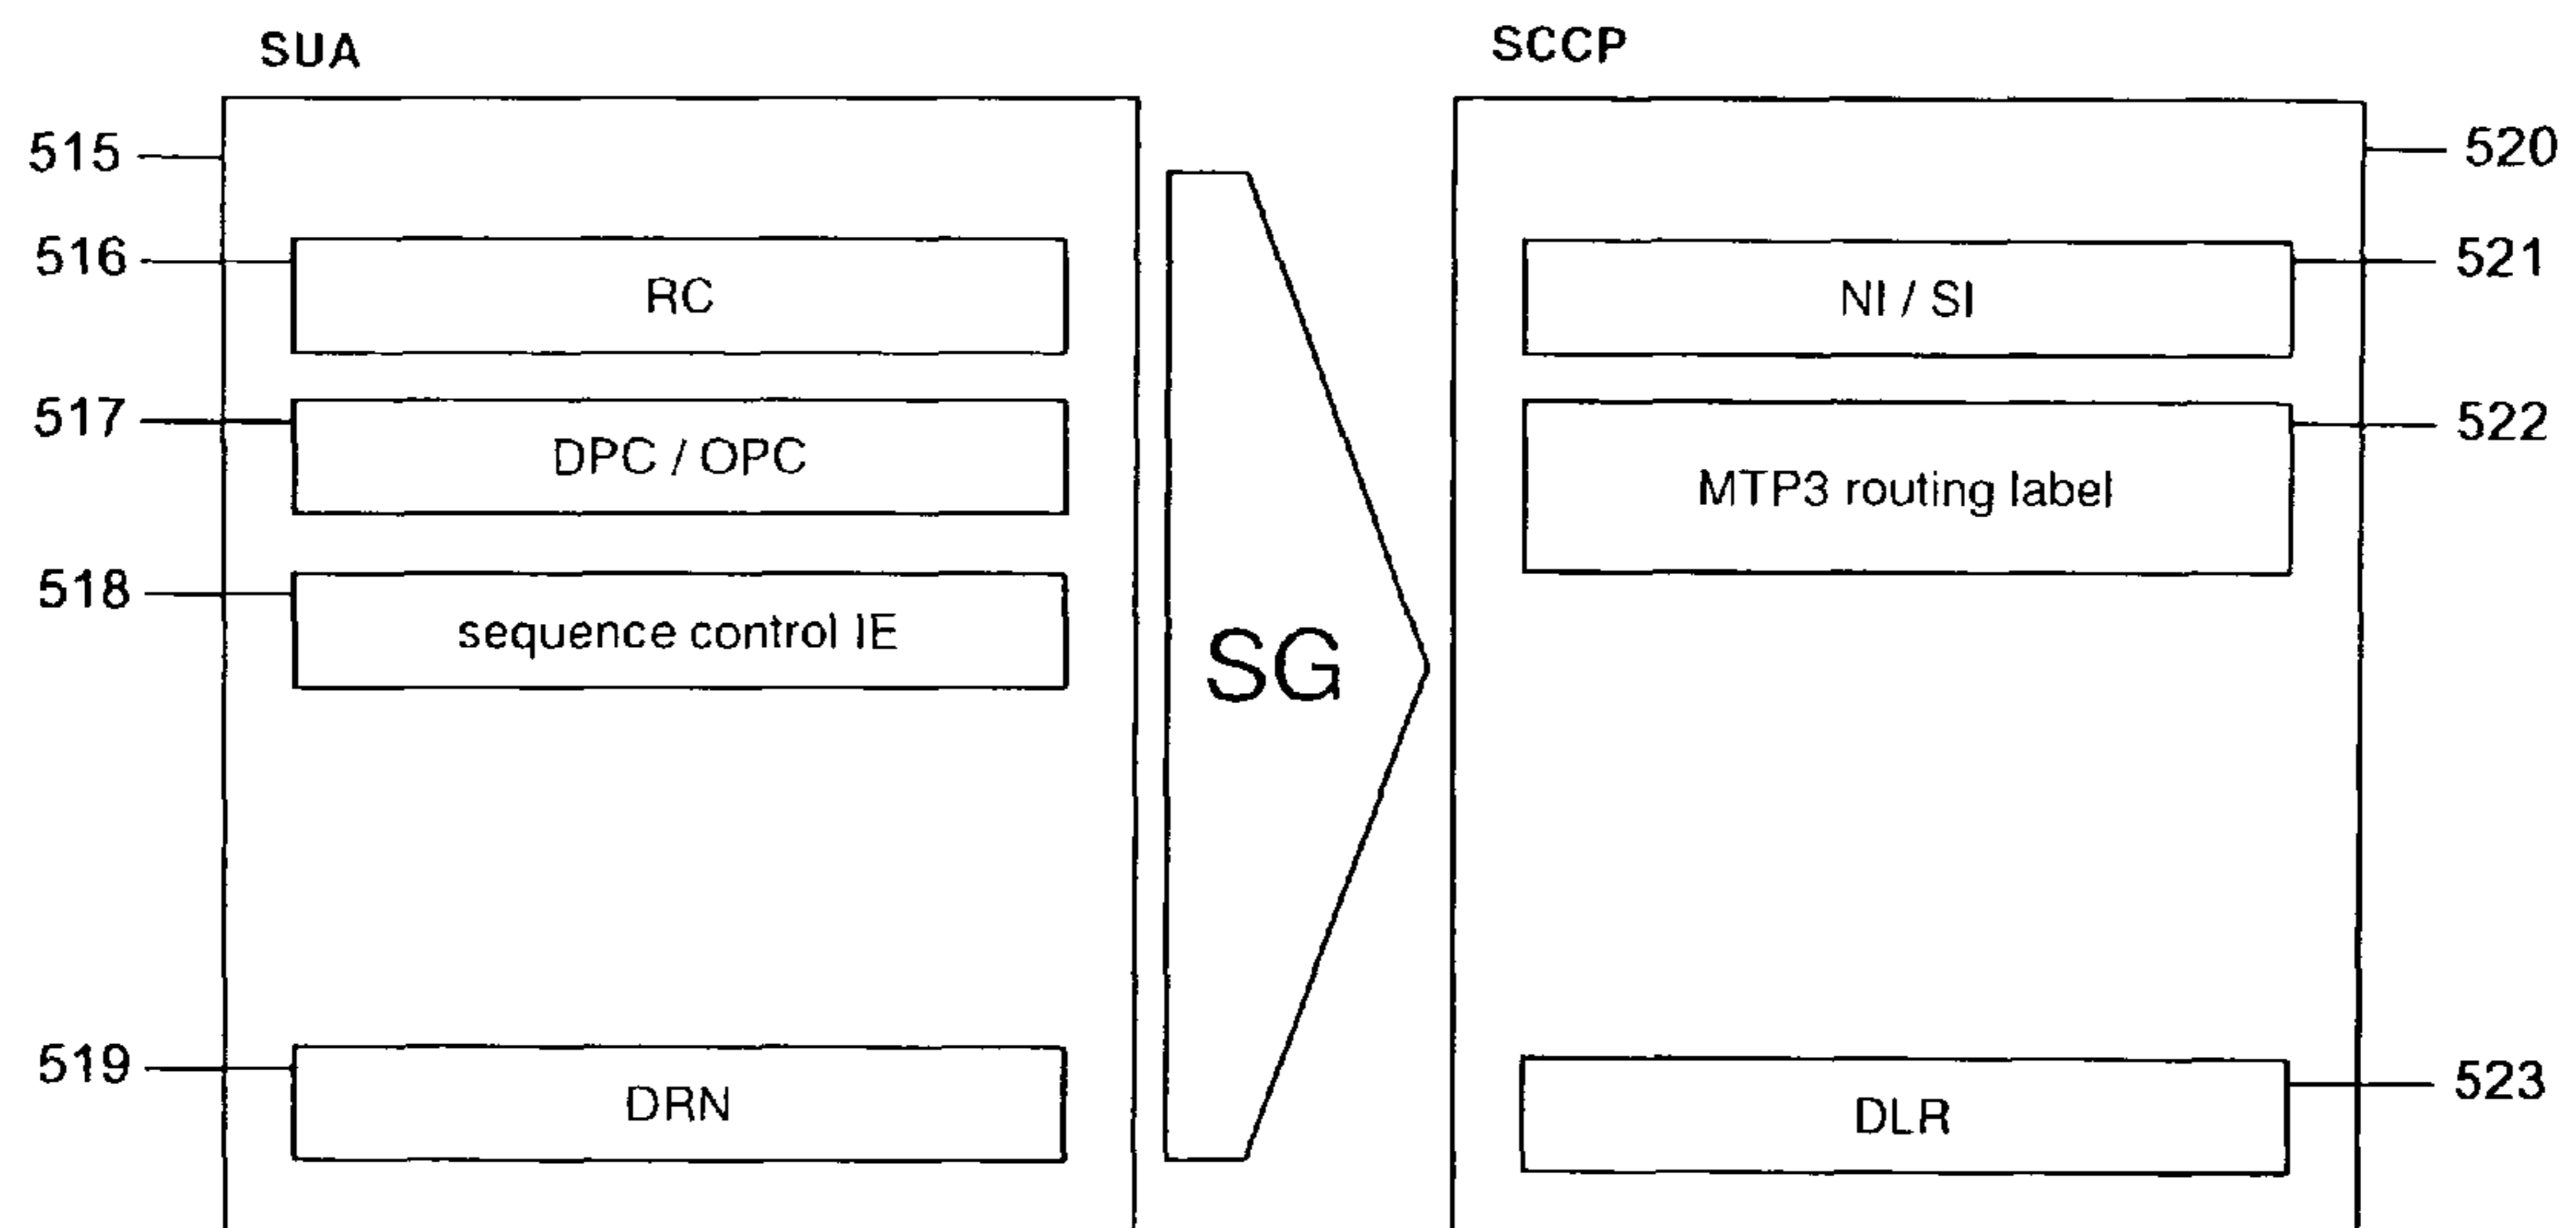 SUA
515
516
RC
517
DPC / OPC
518
sequence control IE
519
DRN
SG
SCCP
520
521
NI / SI
522
MTP3 routing label
523
DLR